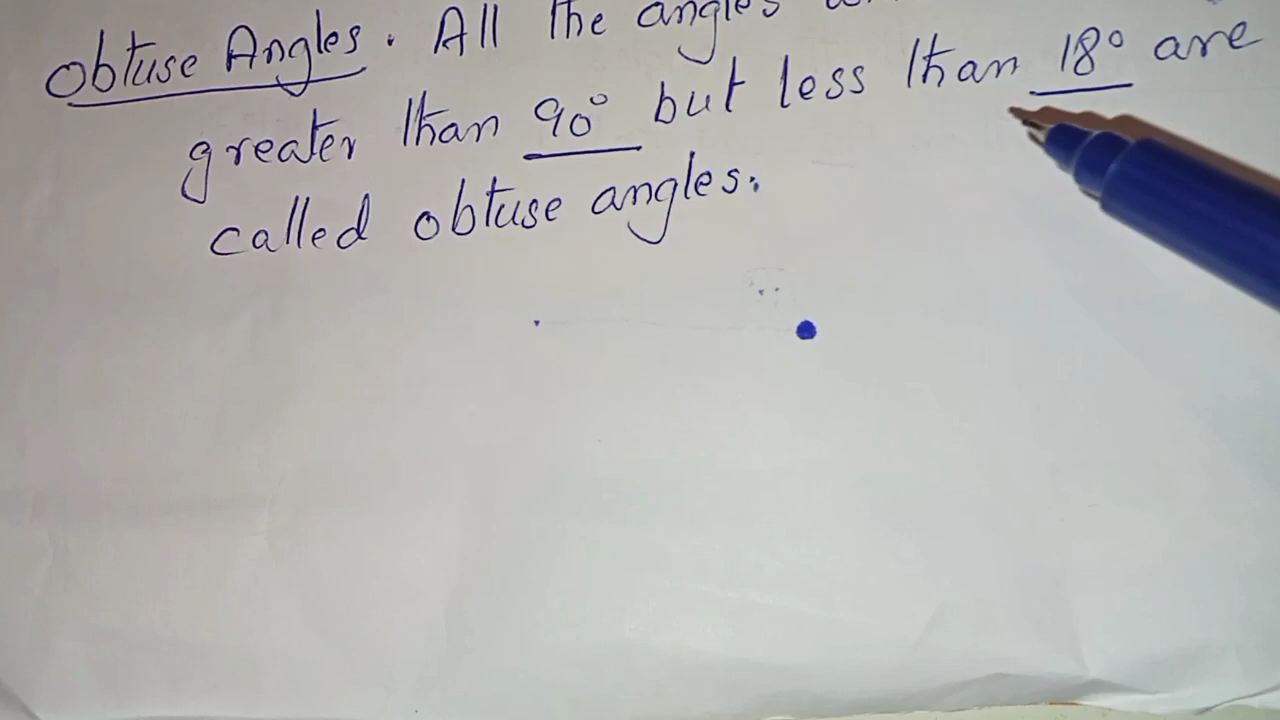 Obtuse Angles. All the angles
greater than 90° but less than 18° are
called obtuse angles.